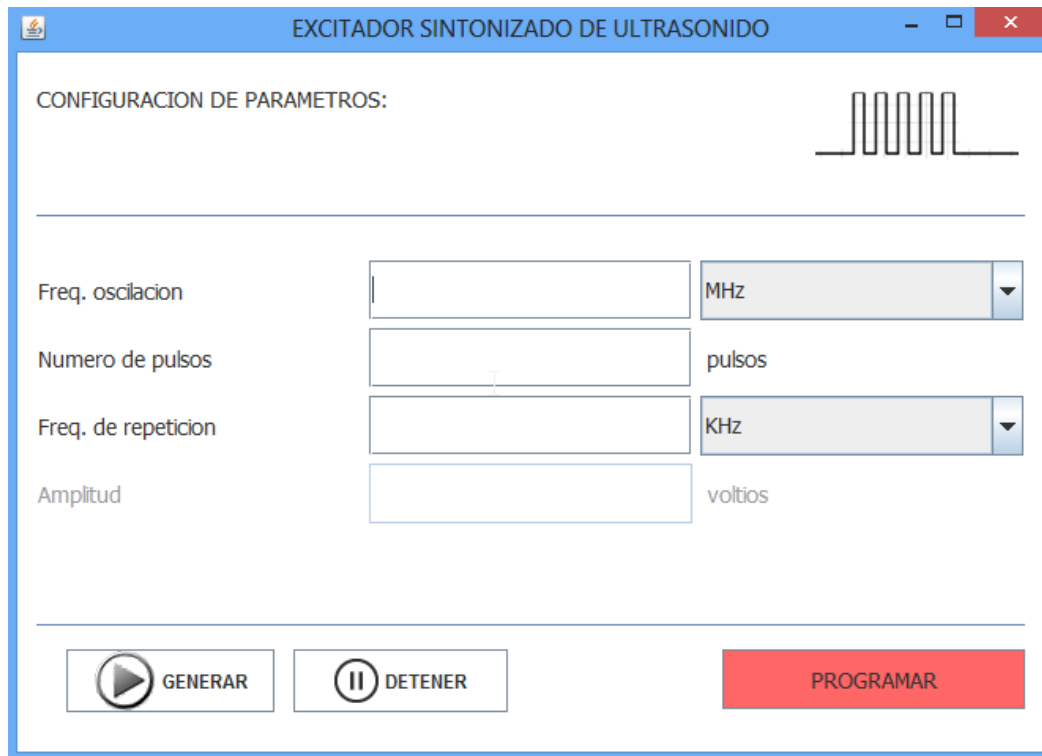 EXCITADOR SINTONIZADO DE ULTRASONIDO
CONFIGURACION DE PARAMETROS:
Freq. oscilacion MHz
Numero de pulsos pulsos
Freq. de repeticion KHz
Amplitud voltios
GENERAR DETENER PROGRAMAR